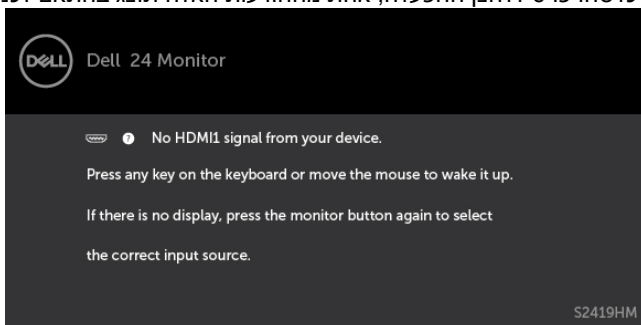 DELL
Dell 24 Monitor
? No HDMI1 signal from your device.
Press any key on the keyboard or move the mouse to wake it up.
If there is no display, press the monitor button again to select
the correct input source.
S2419HM